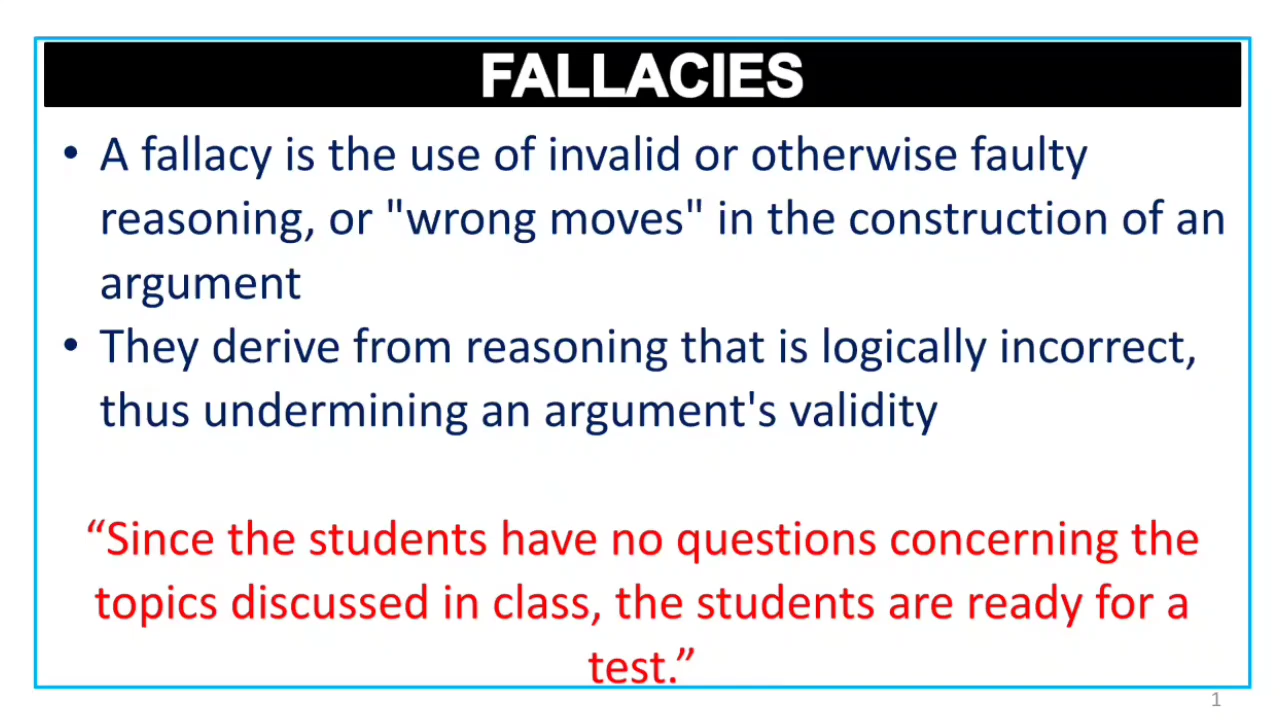 FALLACIES
• A fallacy is the use of invalid or otherwise faulty
reasoning, or "wrong moves" in the construction of an
argument
• They derive from reasoning that is logically incorrect,
thus undermining an argument's validity
“Since the students have no questions concerning the
topics discussed in class, the students are ready for a
test.”
1